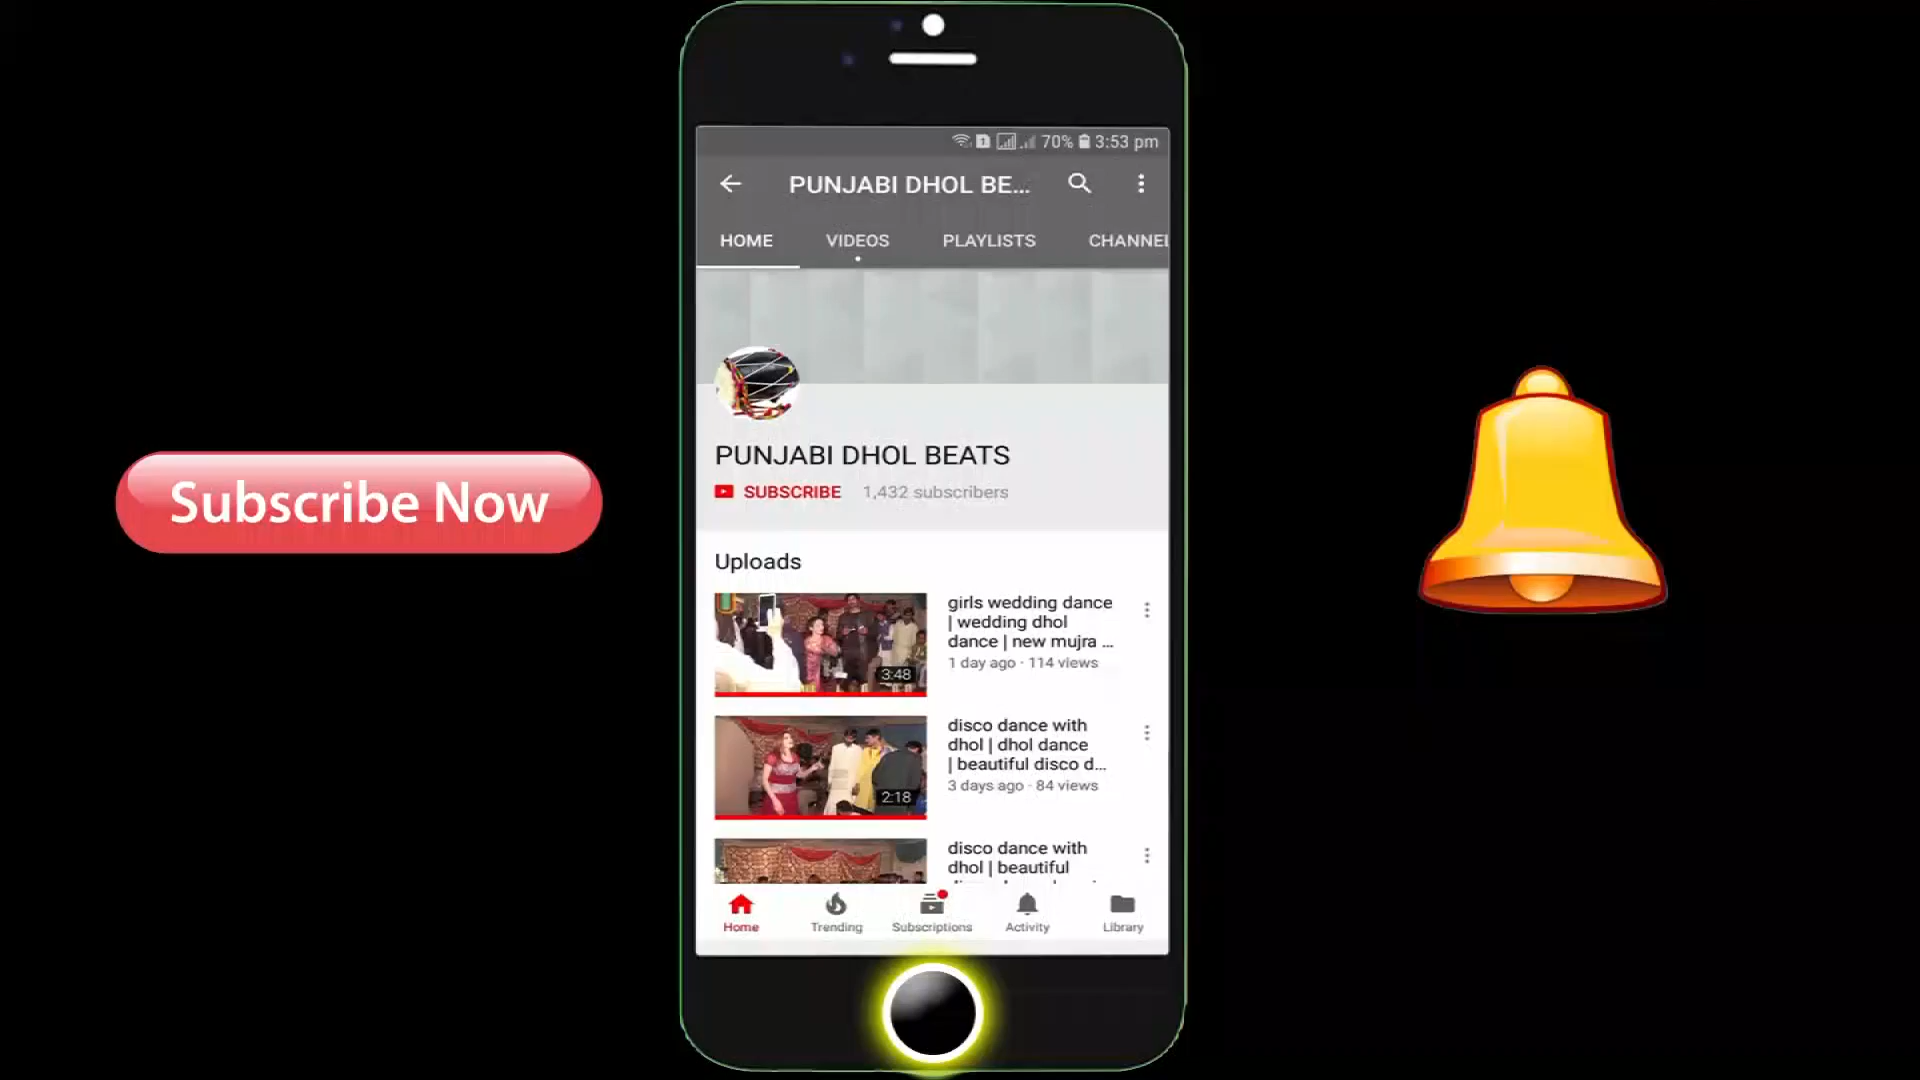 70% 3:53 pm
PUNJABI DHOL BE...
HOME VIDEOS PLAYLISTS CHANNEL
PUNJABI DHOL BEATS
SUBSCRIBE 1,432 subscribers
Subscribe Now
Uploads
girls wedding dance
| wedding dhol
dance | new mujra ...
1 day ago · 114 views
3:48
disco dance with
dhol | dhol dance
| beautiful disco d...
3 days ago · 84 views
2:18
disco dance with
dhol | beautiful
Home Trending Subscriptions Activity Library